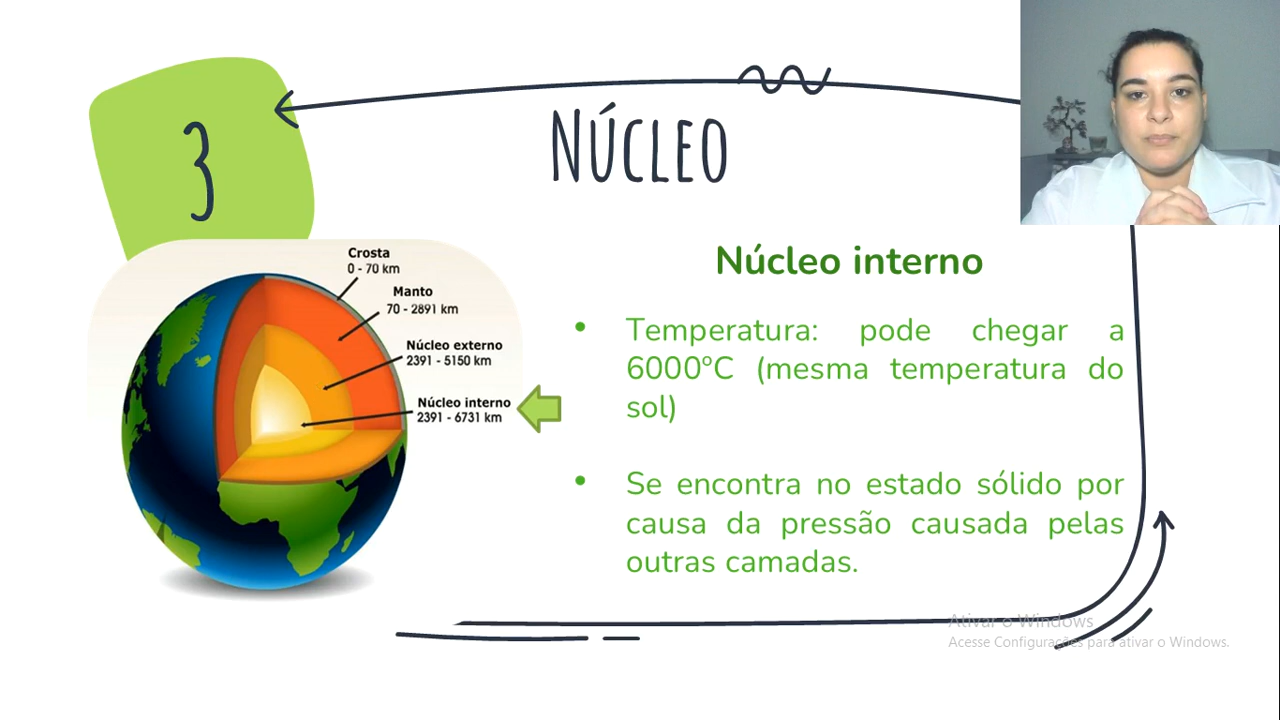 3
Núcleo
Crosta
0 - 70 km
Manto
70 - 2891 km
Núcleo externo
2391 - 5150 km
Núcleo interno
2391 - 6731 km
Núcleo interno
• Temperatura: pode chegar a
6000ºC (mesma temperatura do
sol)
• Se encontra no estado sólido por
causa da pressão causada pelas
outras camadas.
Ativar o Windows
Acesse Configurações para ativar o Windows.